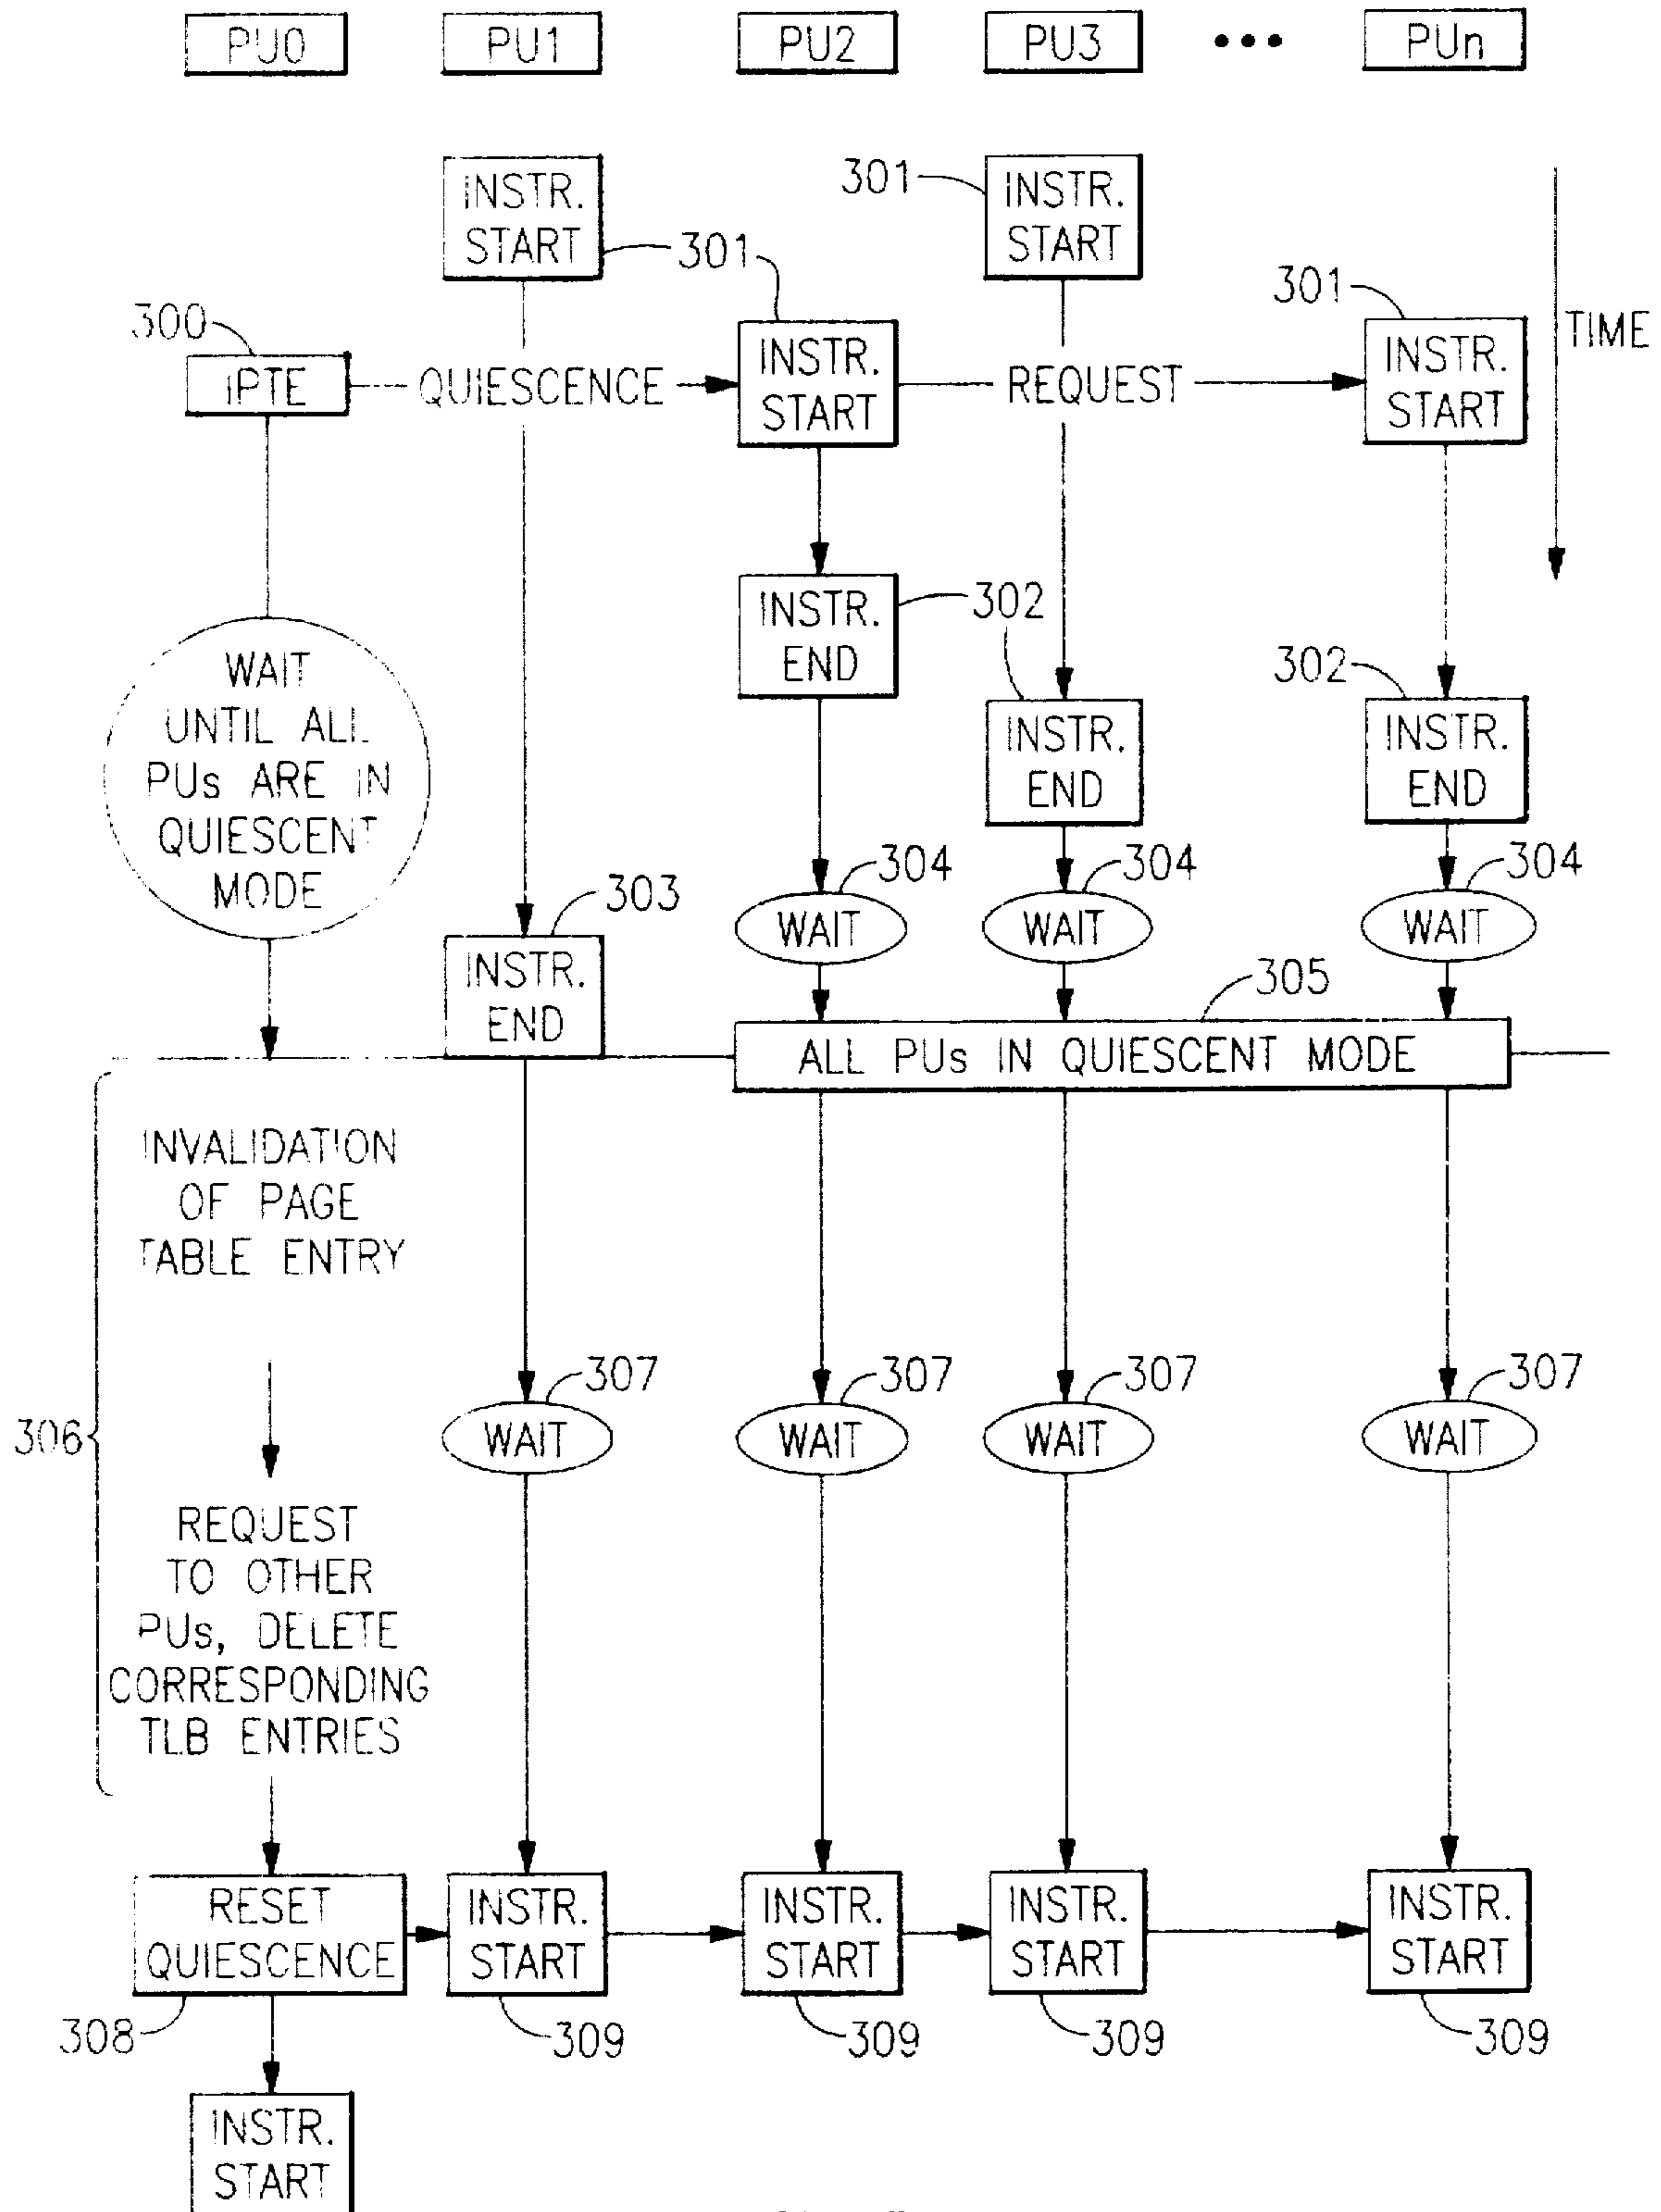 PU0 PU1 PU2 PU3 ••• PUn
INSTR.
START
301
301
INSTR.
START
301
TIME
300
IPTE
QUIESCENCE
INSTR.
START
REQUEST
INSTR.
START
INSTR.
END
302
302
WAIT
UNTIL ALL
PUs ARE IN
QUIESCENT
MODE
INSTR.
END
INSTR.
END
304
304
304
WAIT
WAIT
WAIT
303
INSTR.
END
305
ALL PUs IN QUIESCENT MODE
306
INVALIDATION
OF PAGE
TABLE ENTRY
307
307
307
307
WAIT
WAIT
WAIT
WAIT
REQUEST
TO OTHER
PUs, DELETE
CORRESPONDING
TLB ENTRIES
RESET
QUIESCENCE
INSTR.
START
INSTR.
START
INSTR.
START
INSTR.
START
308
309
309
309
309
INSTR.
START